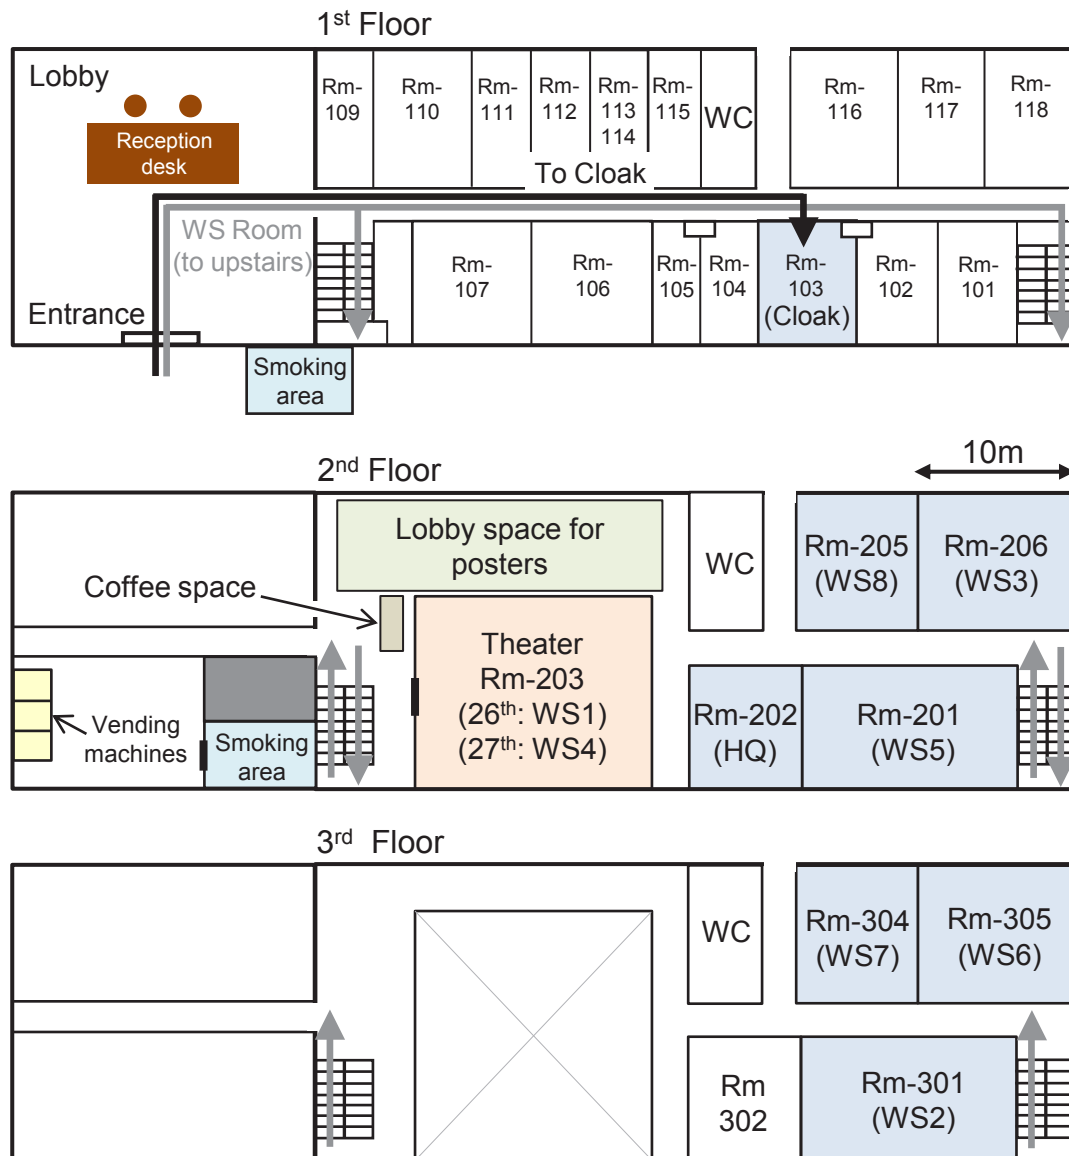 1st Floor
Lobby
Reception
desk
Rm-
109
Rm-
110
Rm-
111
Rm-
112
Rm-
113
114
Rm-
115
WC
Rm-
116
Rm-
117
Rm-
118
To Cloak
WS Room
(to upstairs)
Entrance
Rm-
107
Rm-
106
Rm-
105
Rm-
104
Rm-
103
(Cloak)
Rm-
102
Rm-
101
Smoking
area
2nd Floor
10m
Lobby space for
posters
WC
Rm-205
(WS8)
Rm-206
(WS3)
Coffee space
Theater
Rm-203
(26th: WS1)
(27th: WS4)
Vending
machines
Smoking
area
Rm-202
(HQ)
Rm-201
(WS5)
3rd Floor
WC
Rm-304
(WS7)
Rm-305
(WS6)
Rm
302
Rm-301
(WS2)